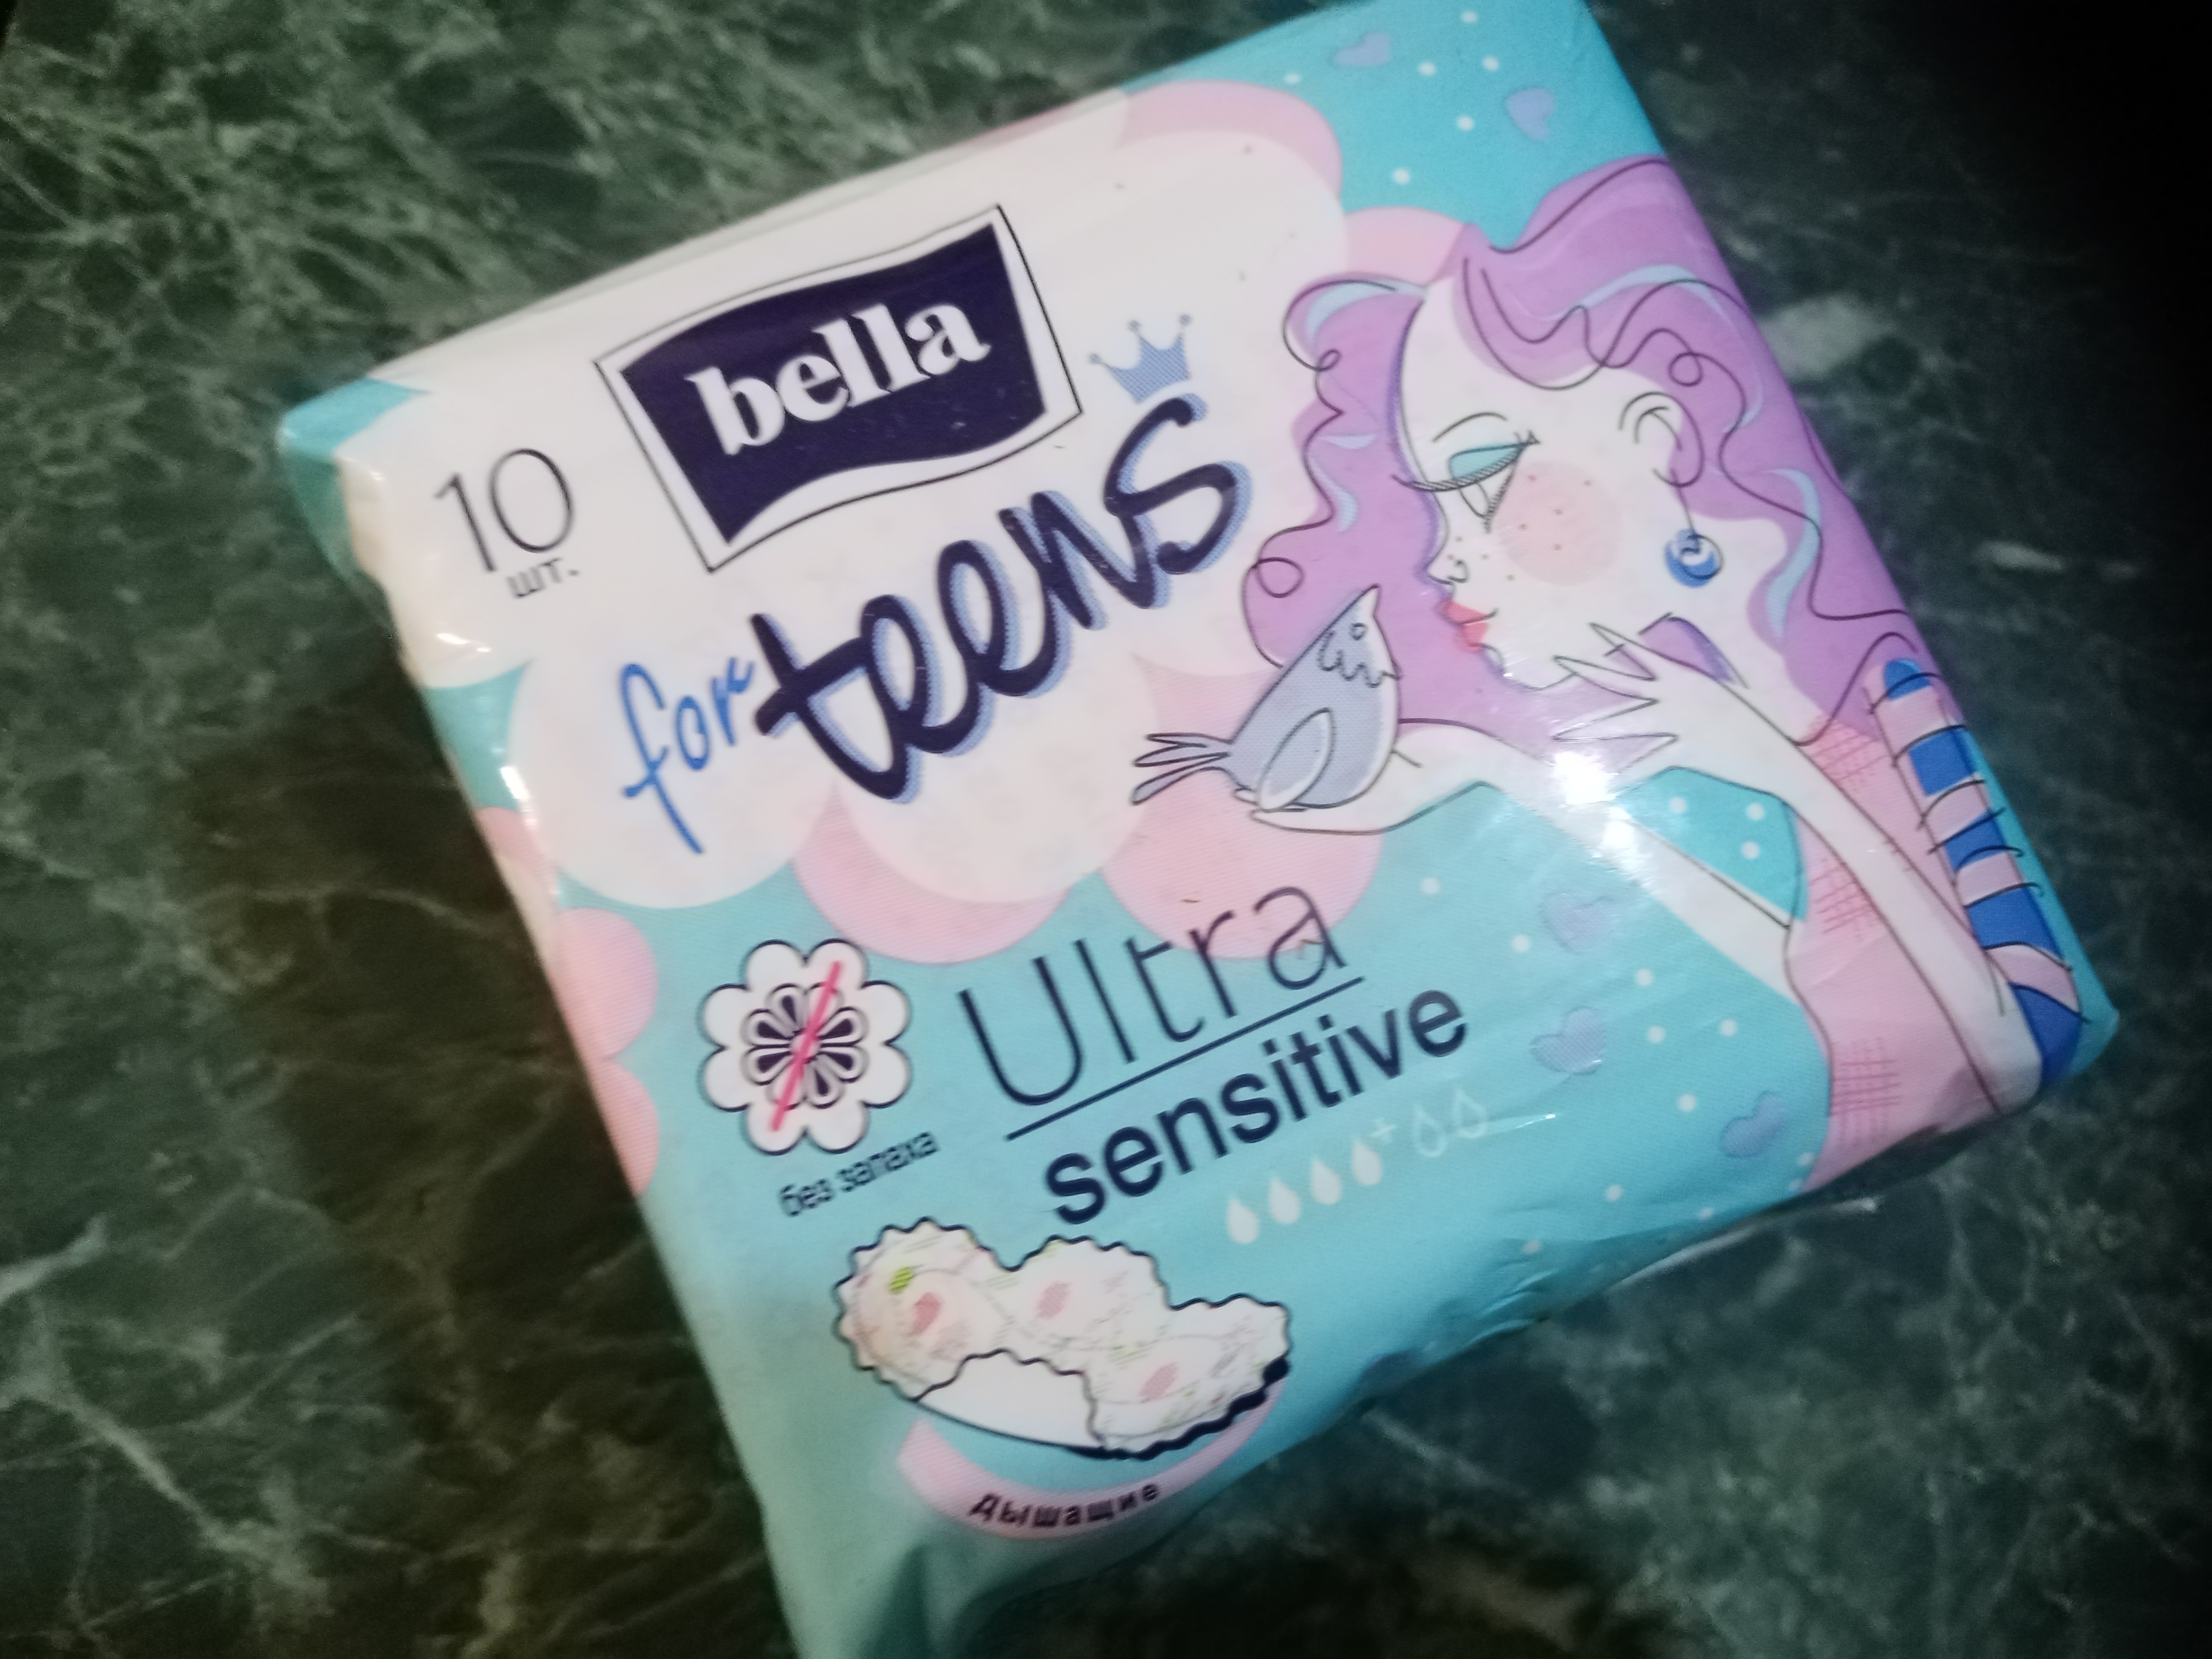 bella
10
шт.
for teens
Ultra
sensitive
без запаха
дышащие